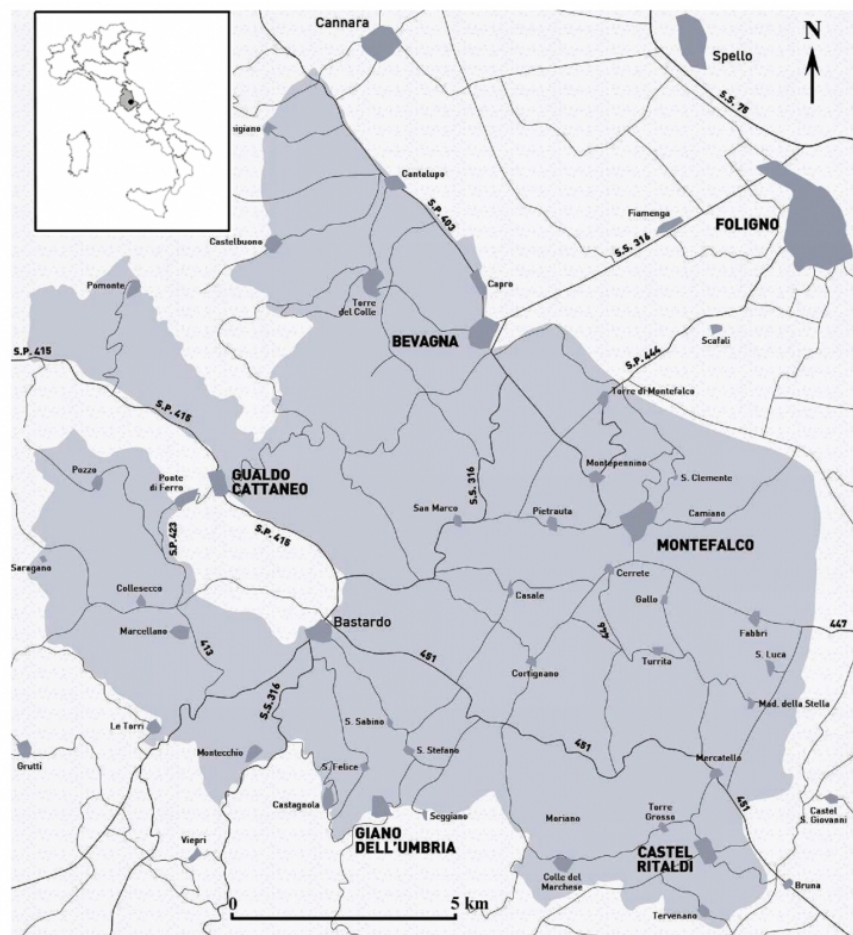 Cannara
Spello
N
S.S. 75
Cantalupo
S.P. 403
Fiamenga
S.S. 316
FOLIGNO
Castelbuono
Capro
Pomonte
Torre
del Colle
BEVAGNA
Scafali
S.P. 444
S.P. 415
S.P. 415
Torre di Montefalco
Pozzo
Ponte
di Ferro
GUALDO
CATTANEO
S.S. 316
Montepennino
S. Clemente
San Marco
Pietrauta
Camiano
S.P. 423
S.P. 415
MONTEFALCO
Saragano
Cerrete
Collesecco
Casale
Gallo
Marcellano
Bastardo
Fabbri
447
413
451
Turrita
S. Luca
Cortignano
S.S. 316
Mad. della Stella
Le Torri
S. Sabino
S. Stefano
451
Grutti
Montecchio
S. Felice
Mercatello
Castagnola
Seggiano
Moriano
Torre
Grosso
451
Castel
S. Giovanni
GIANO
DELL'UMBRIA
Viepri
CASTEL
RITALDI
Colle del
Marchese
Bruna
0
5 km
Tervenano